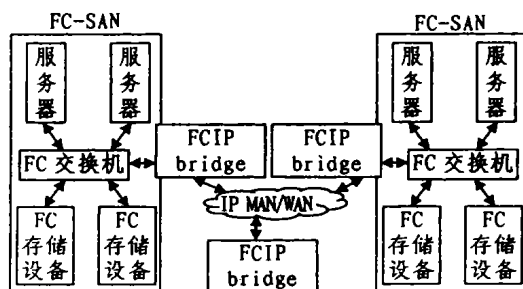 FC-SAN
服务器
服务器
FC 交换机
FC 存储设备
FC 存储设备
FCIP bridge
FCIP bridge
IP MAN/WAN
FCIP bridge
FC-SAN
服务器
服务器
FC 交换机
FC 存储设备
FC 存储设备